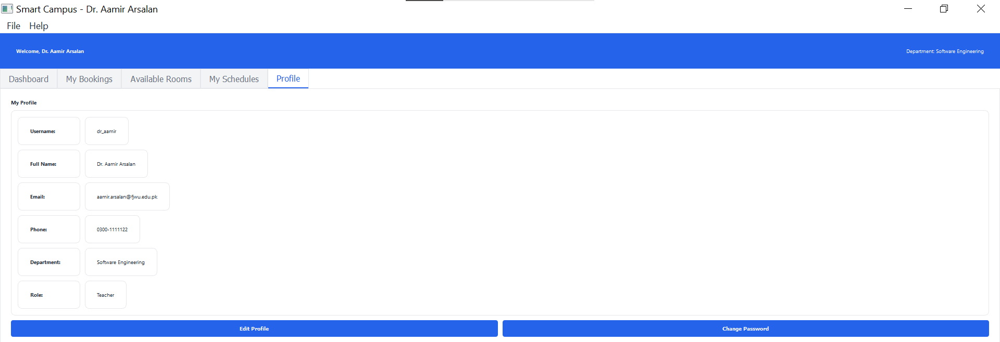 Smart Campus - Dr. Aamir Arsalan
File Help
Welcome, Dr. Aamir Arsalan Department: Software Engineering
Dashboard My Bookings Available Rooms My Schedules Profile
My Profile
Username: dr_aamir
Full Name: Dr. Aamir Arsalan
Email: aamir.arsalan@fjwu.edu.pk
Phone: 0300-1111122
Department: Software Engineering
Role: Teacher
Edit Profile Change Password